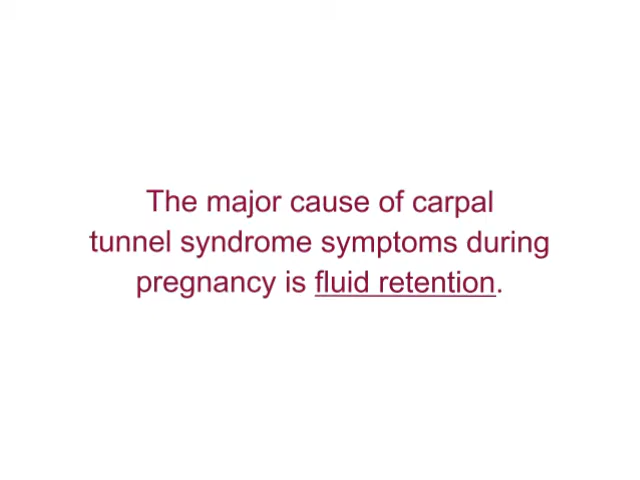 The major cause of carpal
tunnel syndrome symptoms during
pregnancy is fluid retention.